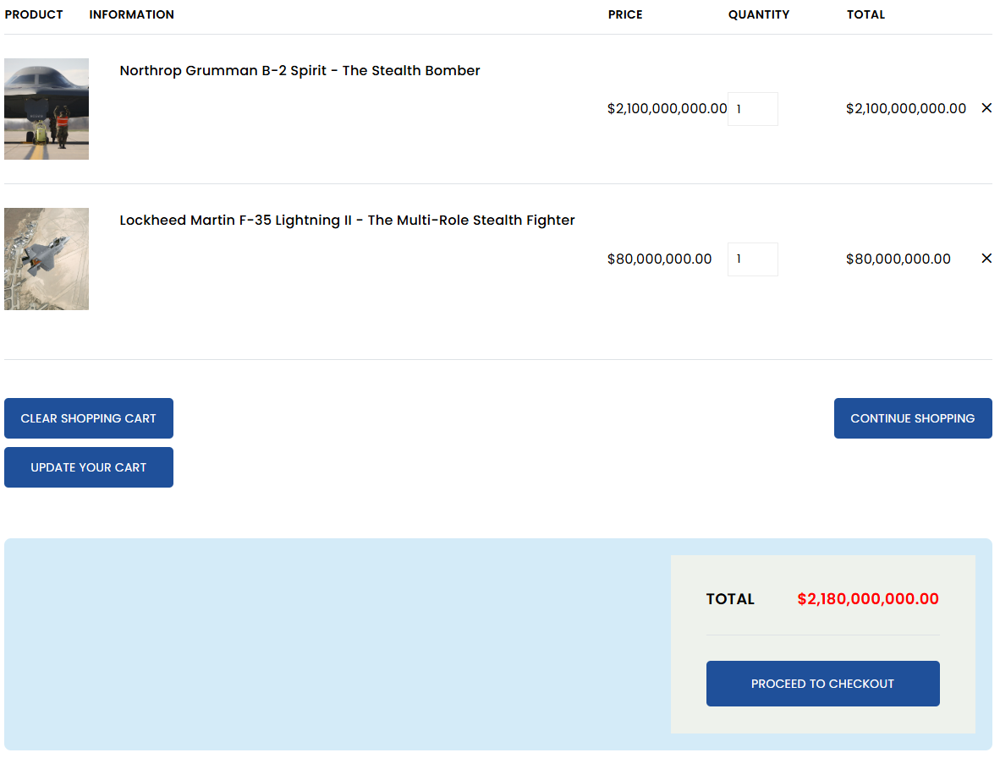 PRODUCT INFORMATION PRICE QUANTITY TOTAL
Northrop Grumman B-2 Spirit - The Stealth Bomber
$2,100,000,000.00 1 $2,100,000,000.00 ×
Lockheed Martin F-35 Lightning II - The Multi-Role Stealth Fighter
$80,000,000.00 1 $80,000,000.00 ×
CLEAR SHOPPING CART CONTINUE SHOPPING
UPDATE YOUR CART
TOTAL $2,180,000,000.00
PROCEED TO CHECKOUT